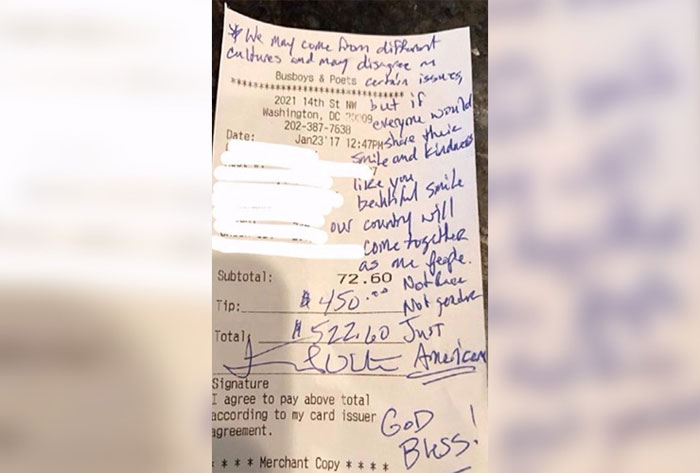 * We may come from different
cultures and may disagree on
certain issues,
Busboys & Poets
********************************
2021 14th St NW
Washington, DC 20009
202-387-7638
Date: Jan23'17 12:47PM
but if
everyone would
share their
smile and kindness
like your
beautiful smile
our country will
come together
as one people.
Not race
Not gender
Just
American
GOD
Bless!
Subtotal: 72.60
Tip: $450.00
Total $522.60
Signature
I agree to pay above total
according to my card issuer
agreement.
* * * * Merchant Copy * * * *